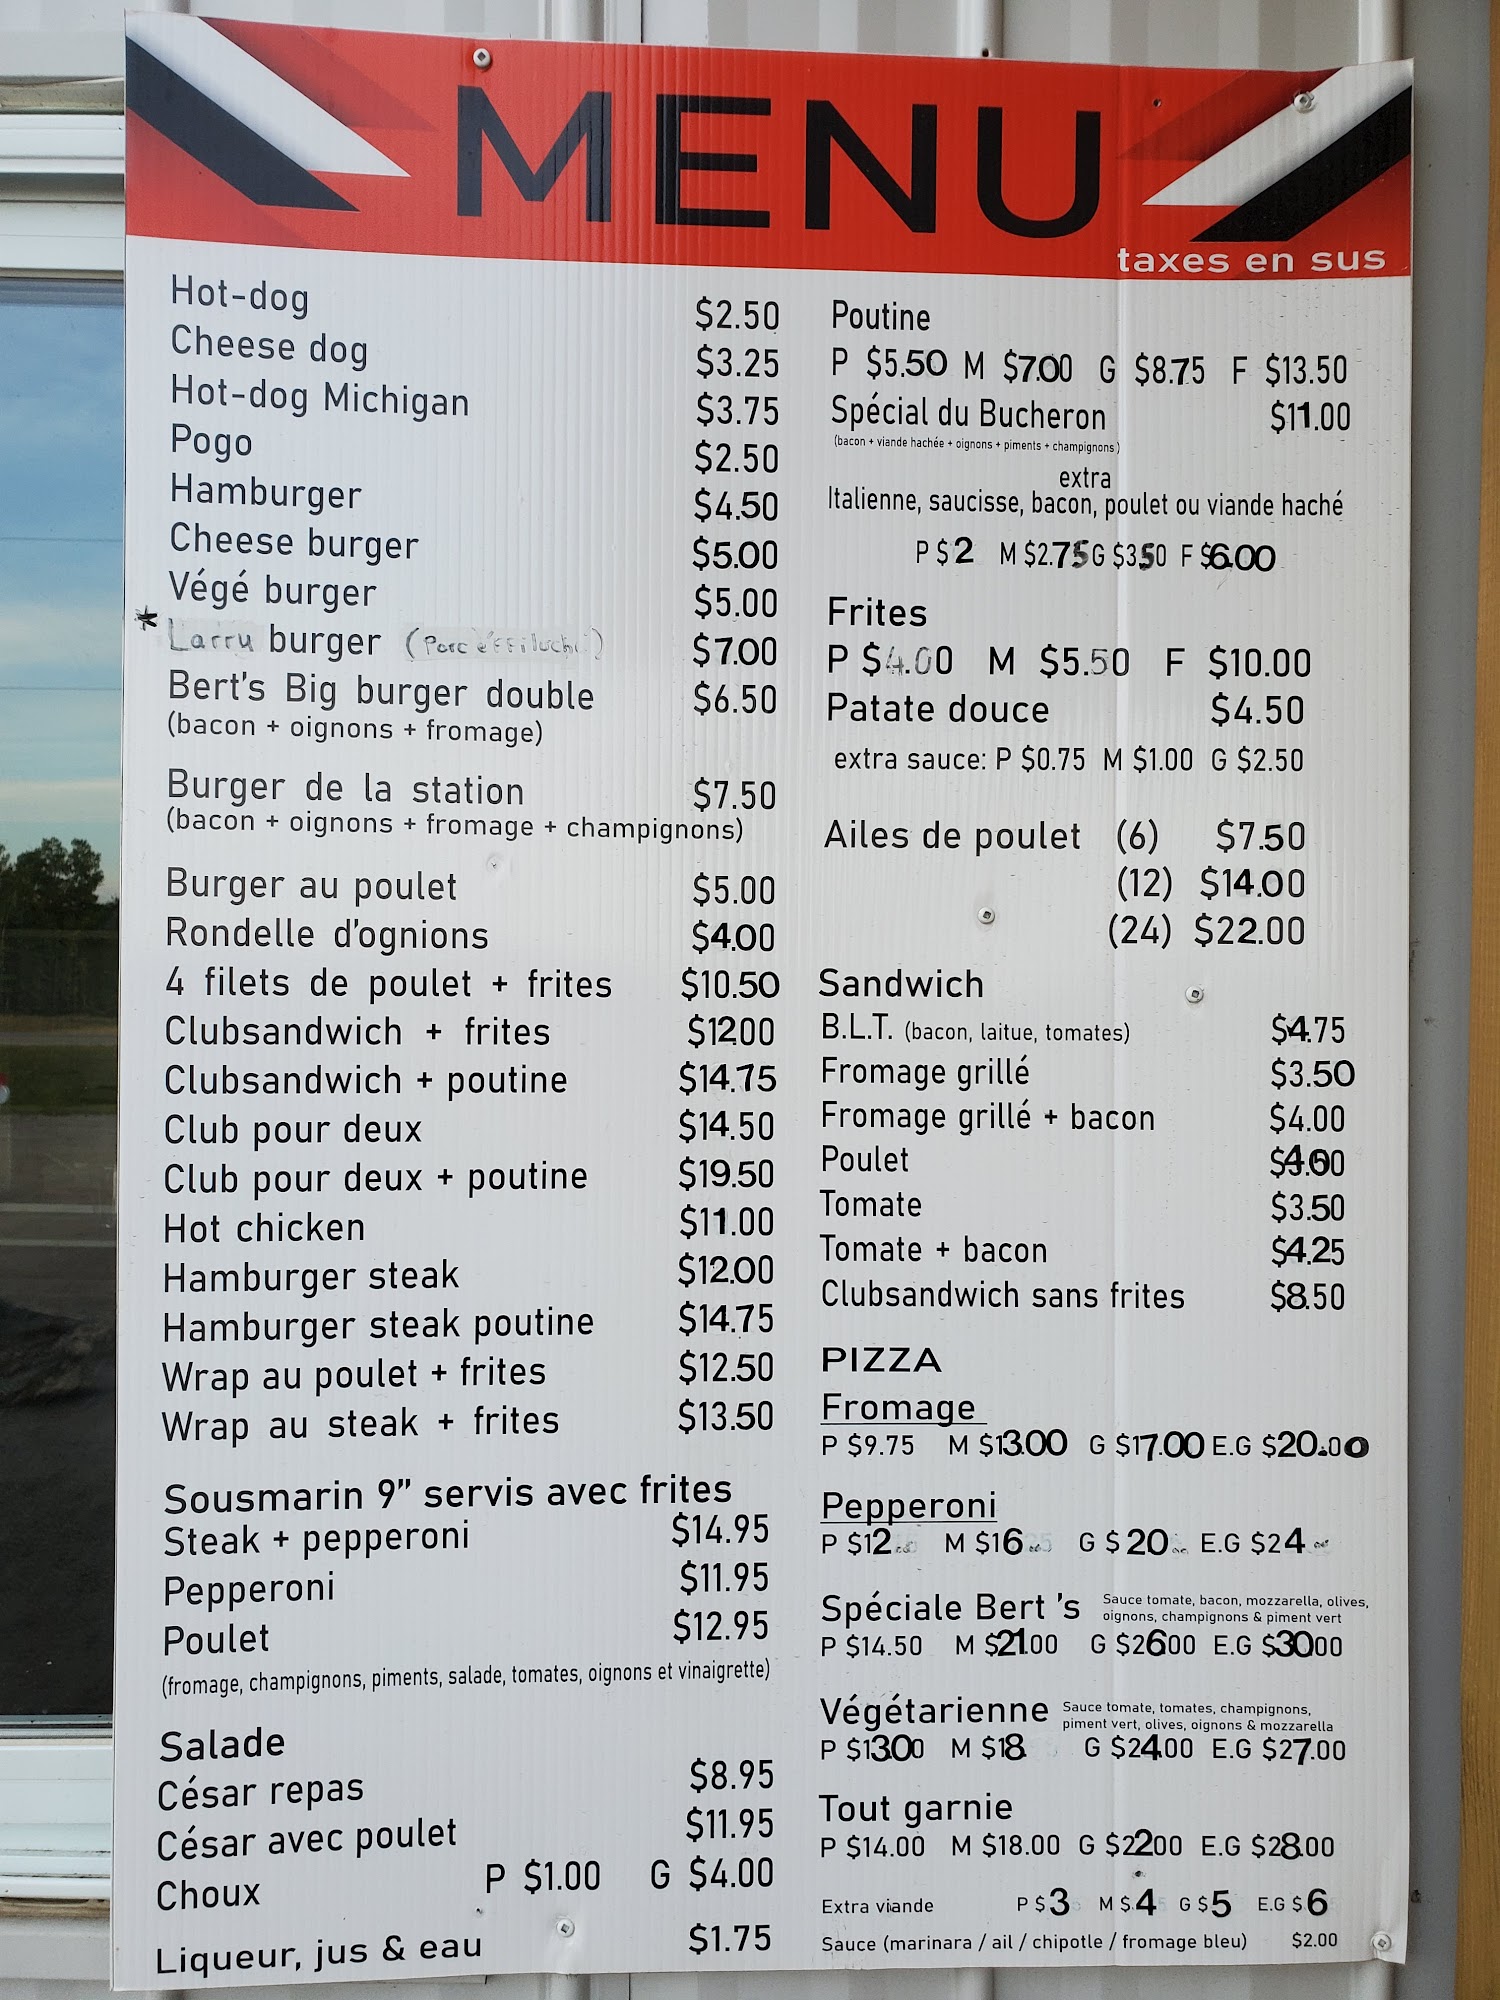 MENU
taxes en sus
Hot-dog $2.50
Cheese dog $3.25
Hot-dog Michigan $3.75
Pogo $2.50
Hamburger $4.50
Cheese burger $5.00
Végé burger $5.00
* Larry burger (Porc effiloché) $7.00
Bert's Big burger double $6.50
(bacon + oignons + fromage)
Burger de la station $7.50
(bacon + oignons + fromage + champignons)
Burger au poulet $5.00
Rondelle d'ognions $4.00
4 filets de poulet + frites $10.50
Clubsandwich + frites $12.00
Clubsandwich + poutine $14.75
Club pour deux $14.50
Club pour deux + poutine $19.50
Hot chicken $11.00
Hamburger steak $12.00
Hamburger steak poutine $14.75
Wrap au poulet + frites $12.50
Wrap au steak + frites $13.50
Sousmarin 9" servis avec frites
Steak + pepperoni $14.95
Pepperoni $11.95
Poulet $12.95
(fromage, champignons, piments, salade, tomates, oignons et vinaigrette)
Salade
César repas $8.95
César avec poulet $11.95
Choux P $1.00 G $4.00
Liqueur, jus & eau $1.75
Poutine
P $5.50 M $7.00 G $8.75 F $13.50
Spécial du Bucheron $11.00
(bacon + viande hachée + oignons + piments + champignons)
extra
Italienne, saucisse, bacon, poulet ou viande haché
P $2 M $2.75 G $3.50 F $6.00
Frites
P $4.00 M $5.50 F $10.00
Patate douce $4.50
extra sauce: P $0.75 M $1.00 G $2.50
Ailes de poulet (6) $7.50
(12) $14.00
(24) $22.00
Sandwich
B.L.T. (bacon, laitue, tomates) $4.75
Fromage grillé $3.50
Fromage grillé + bacon $4.00
Poulet
Tomate $3.50
Tomate + bacon $4.25
Clubsandwich sans frites $8.50
PIZZA
Fromage
P $9.75 M $13.00 G $17.00 E.G $20.00
Pepperoni
P $12.00 M $16.00 G $20.00 E.G $24.00
Spéciale Bert 's Sauce tomate, bacon, mozzarella, olives,
oignons, champignons & piment vert
P $14.50 M $21.00 G $26.00 E.G $30.00
Végétarienne Sauce tomate, tomates, champignons,
piment vert, olives, oignons & mozzarella
P $13.00 M $18 G $24.00 E.G $27.00
Tout garnie
P $14.00 M $18.00 G $22.00 E.G $28.00
Extra viande P $3 M $4 G $5 E.G $6
Sauce (marinara / ail / chipotle / fromage bleu) $2.00